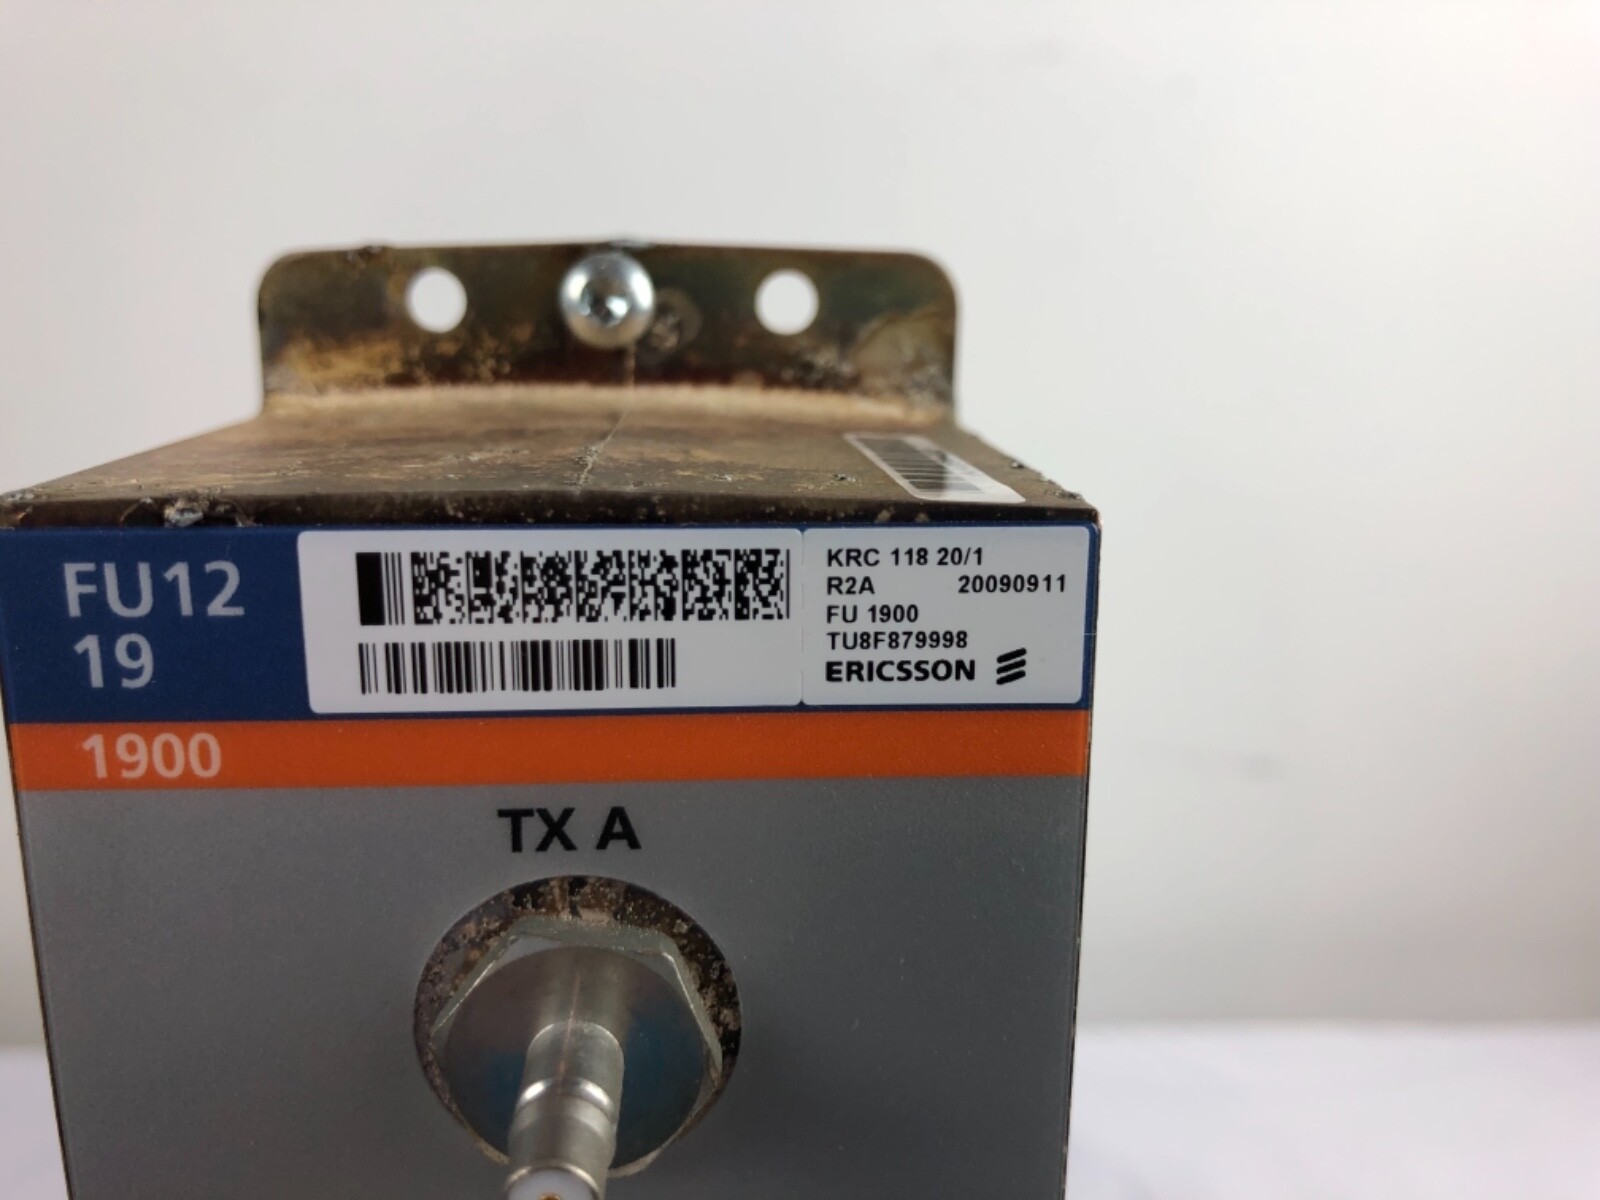 FU12
19
KRC 118 20/1
R2A 20090911
FU 1900
TU8F879998
ERICSSON
1900
TX A